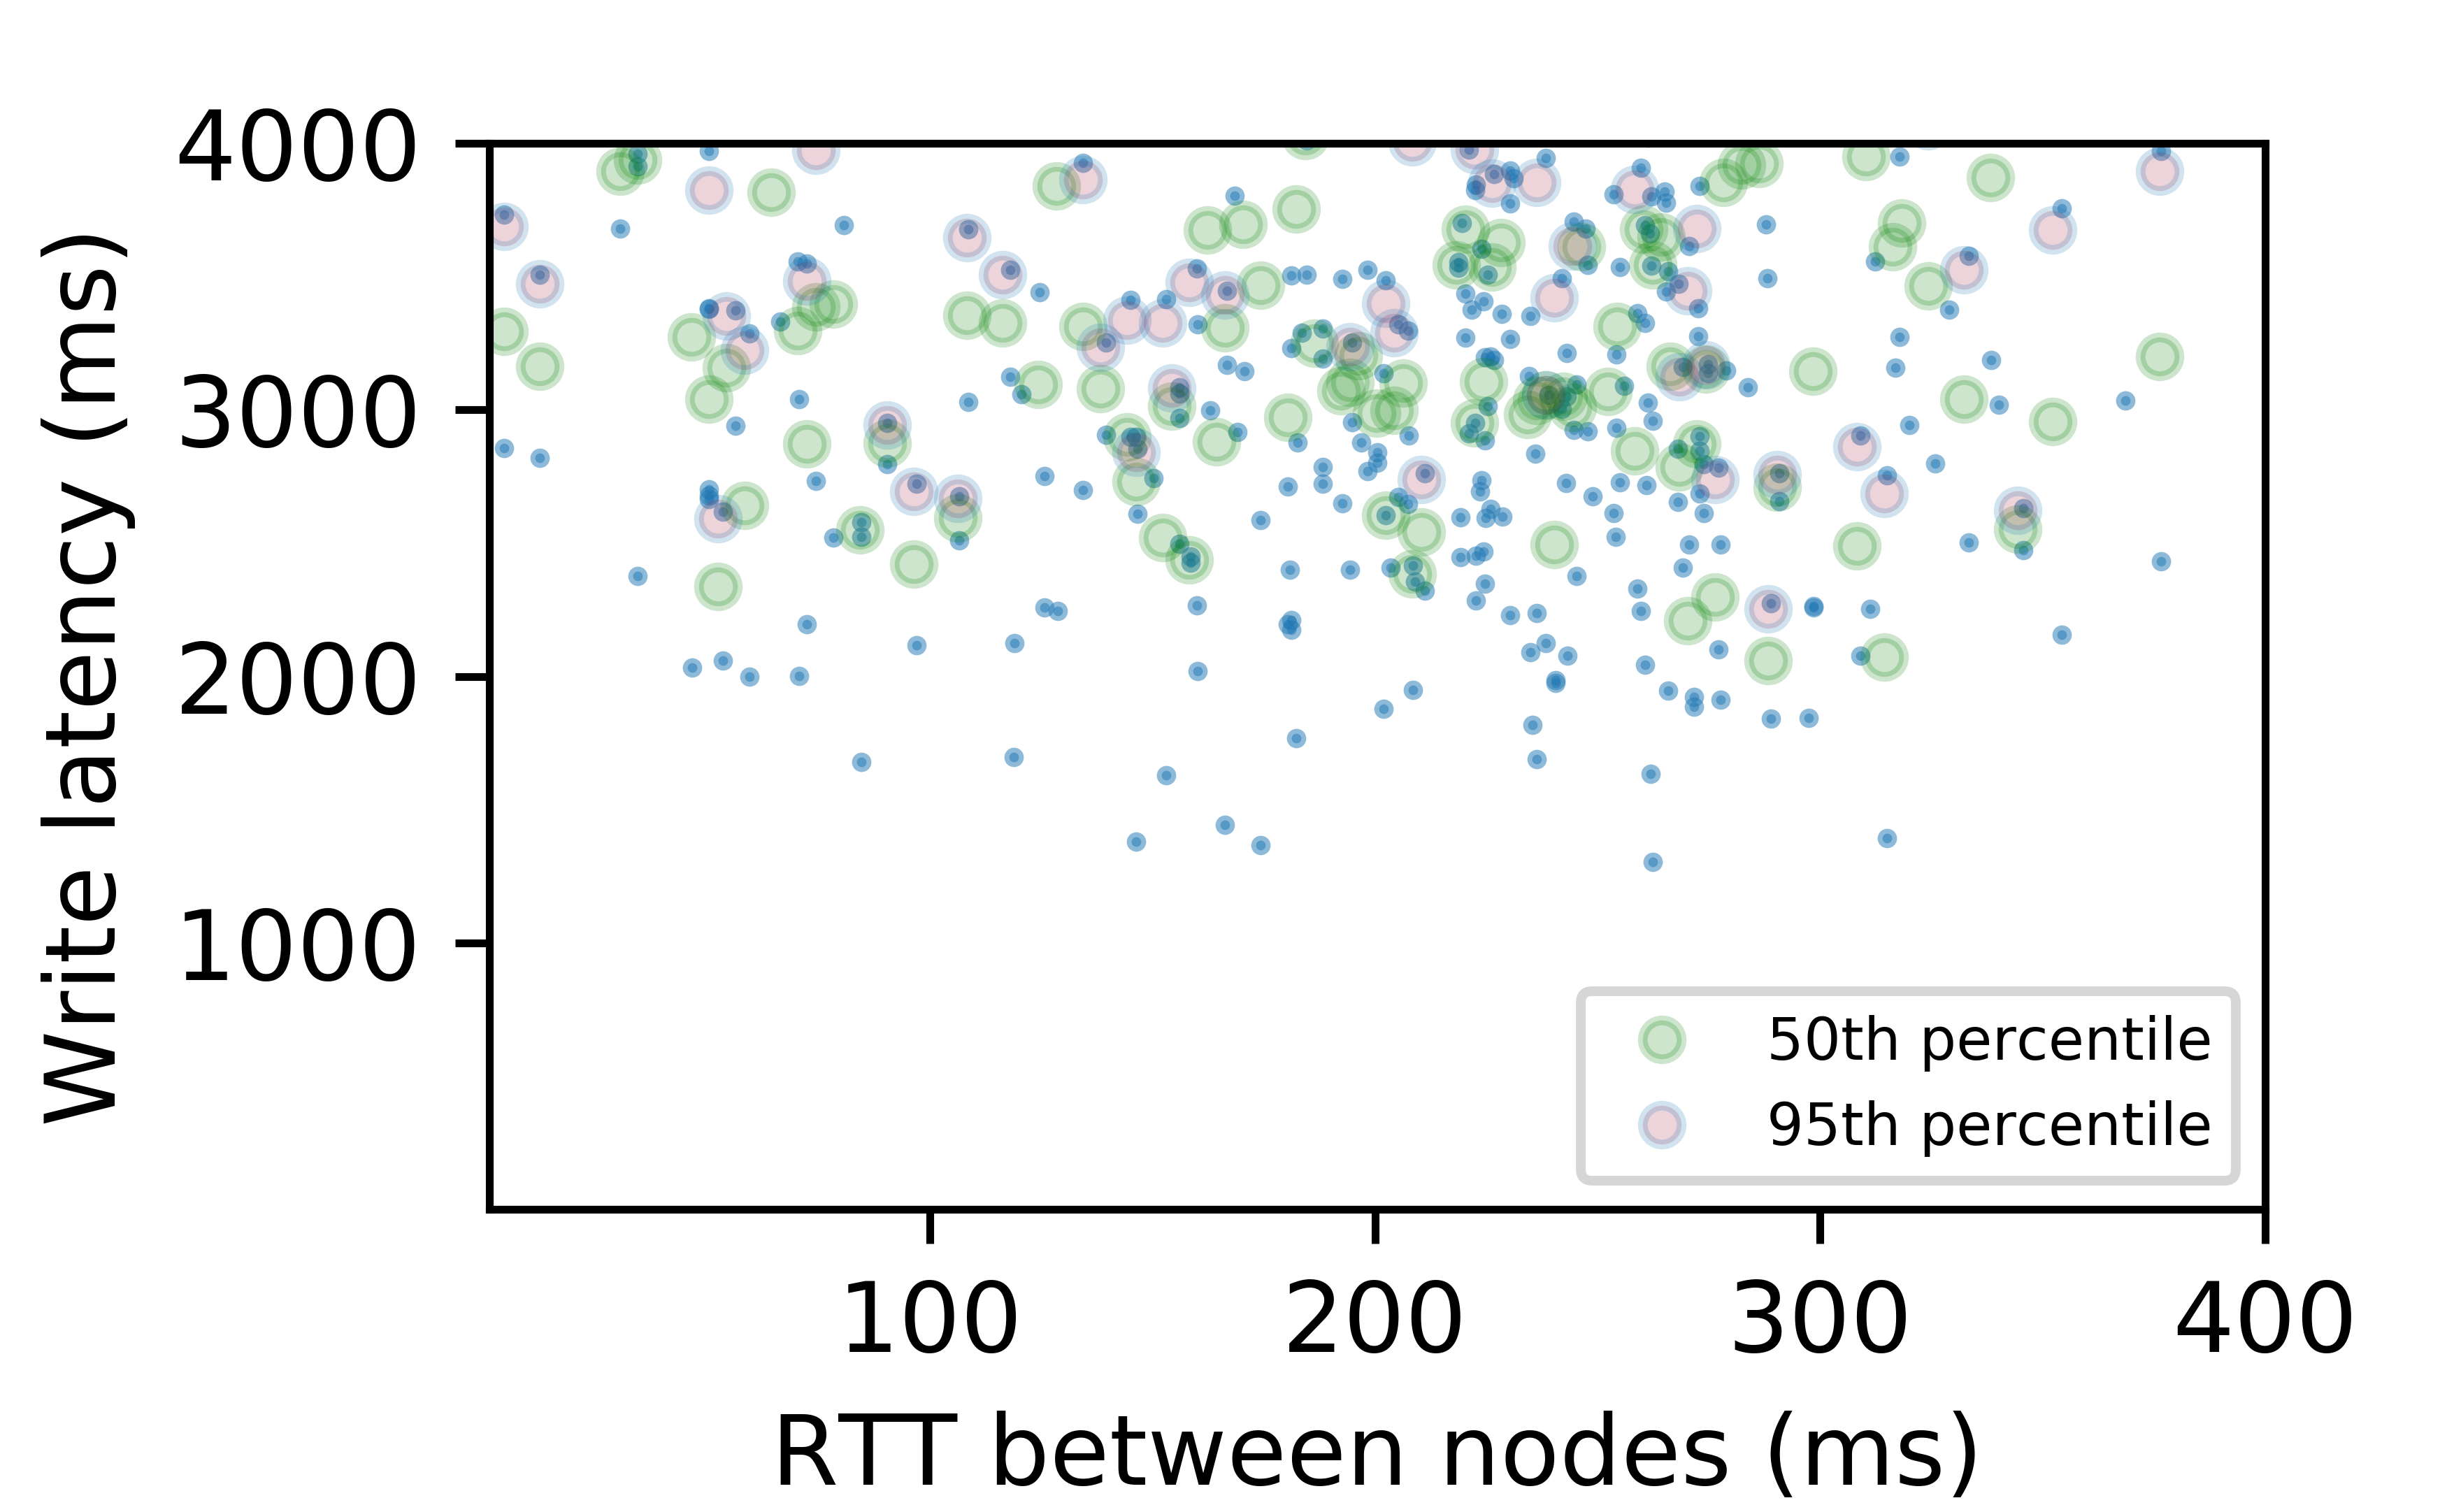 4000
3000
2000
1000
Write latency (ms)
50th percentile
95th percentile
100 200 300 400
RTT between nodes (ms)